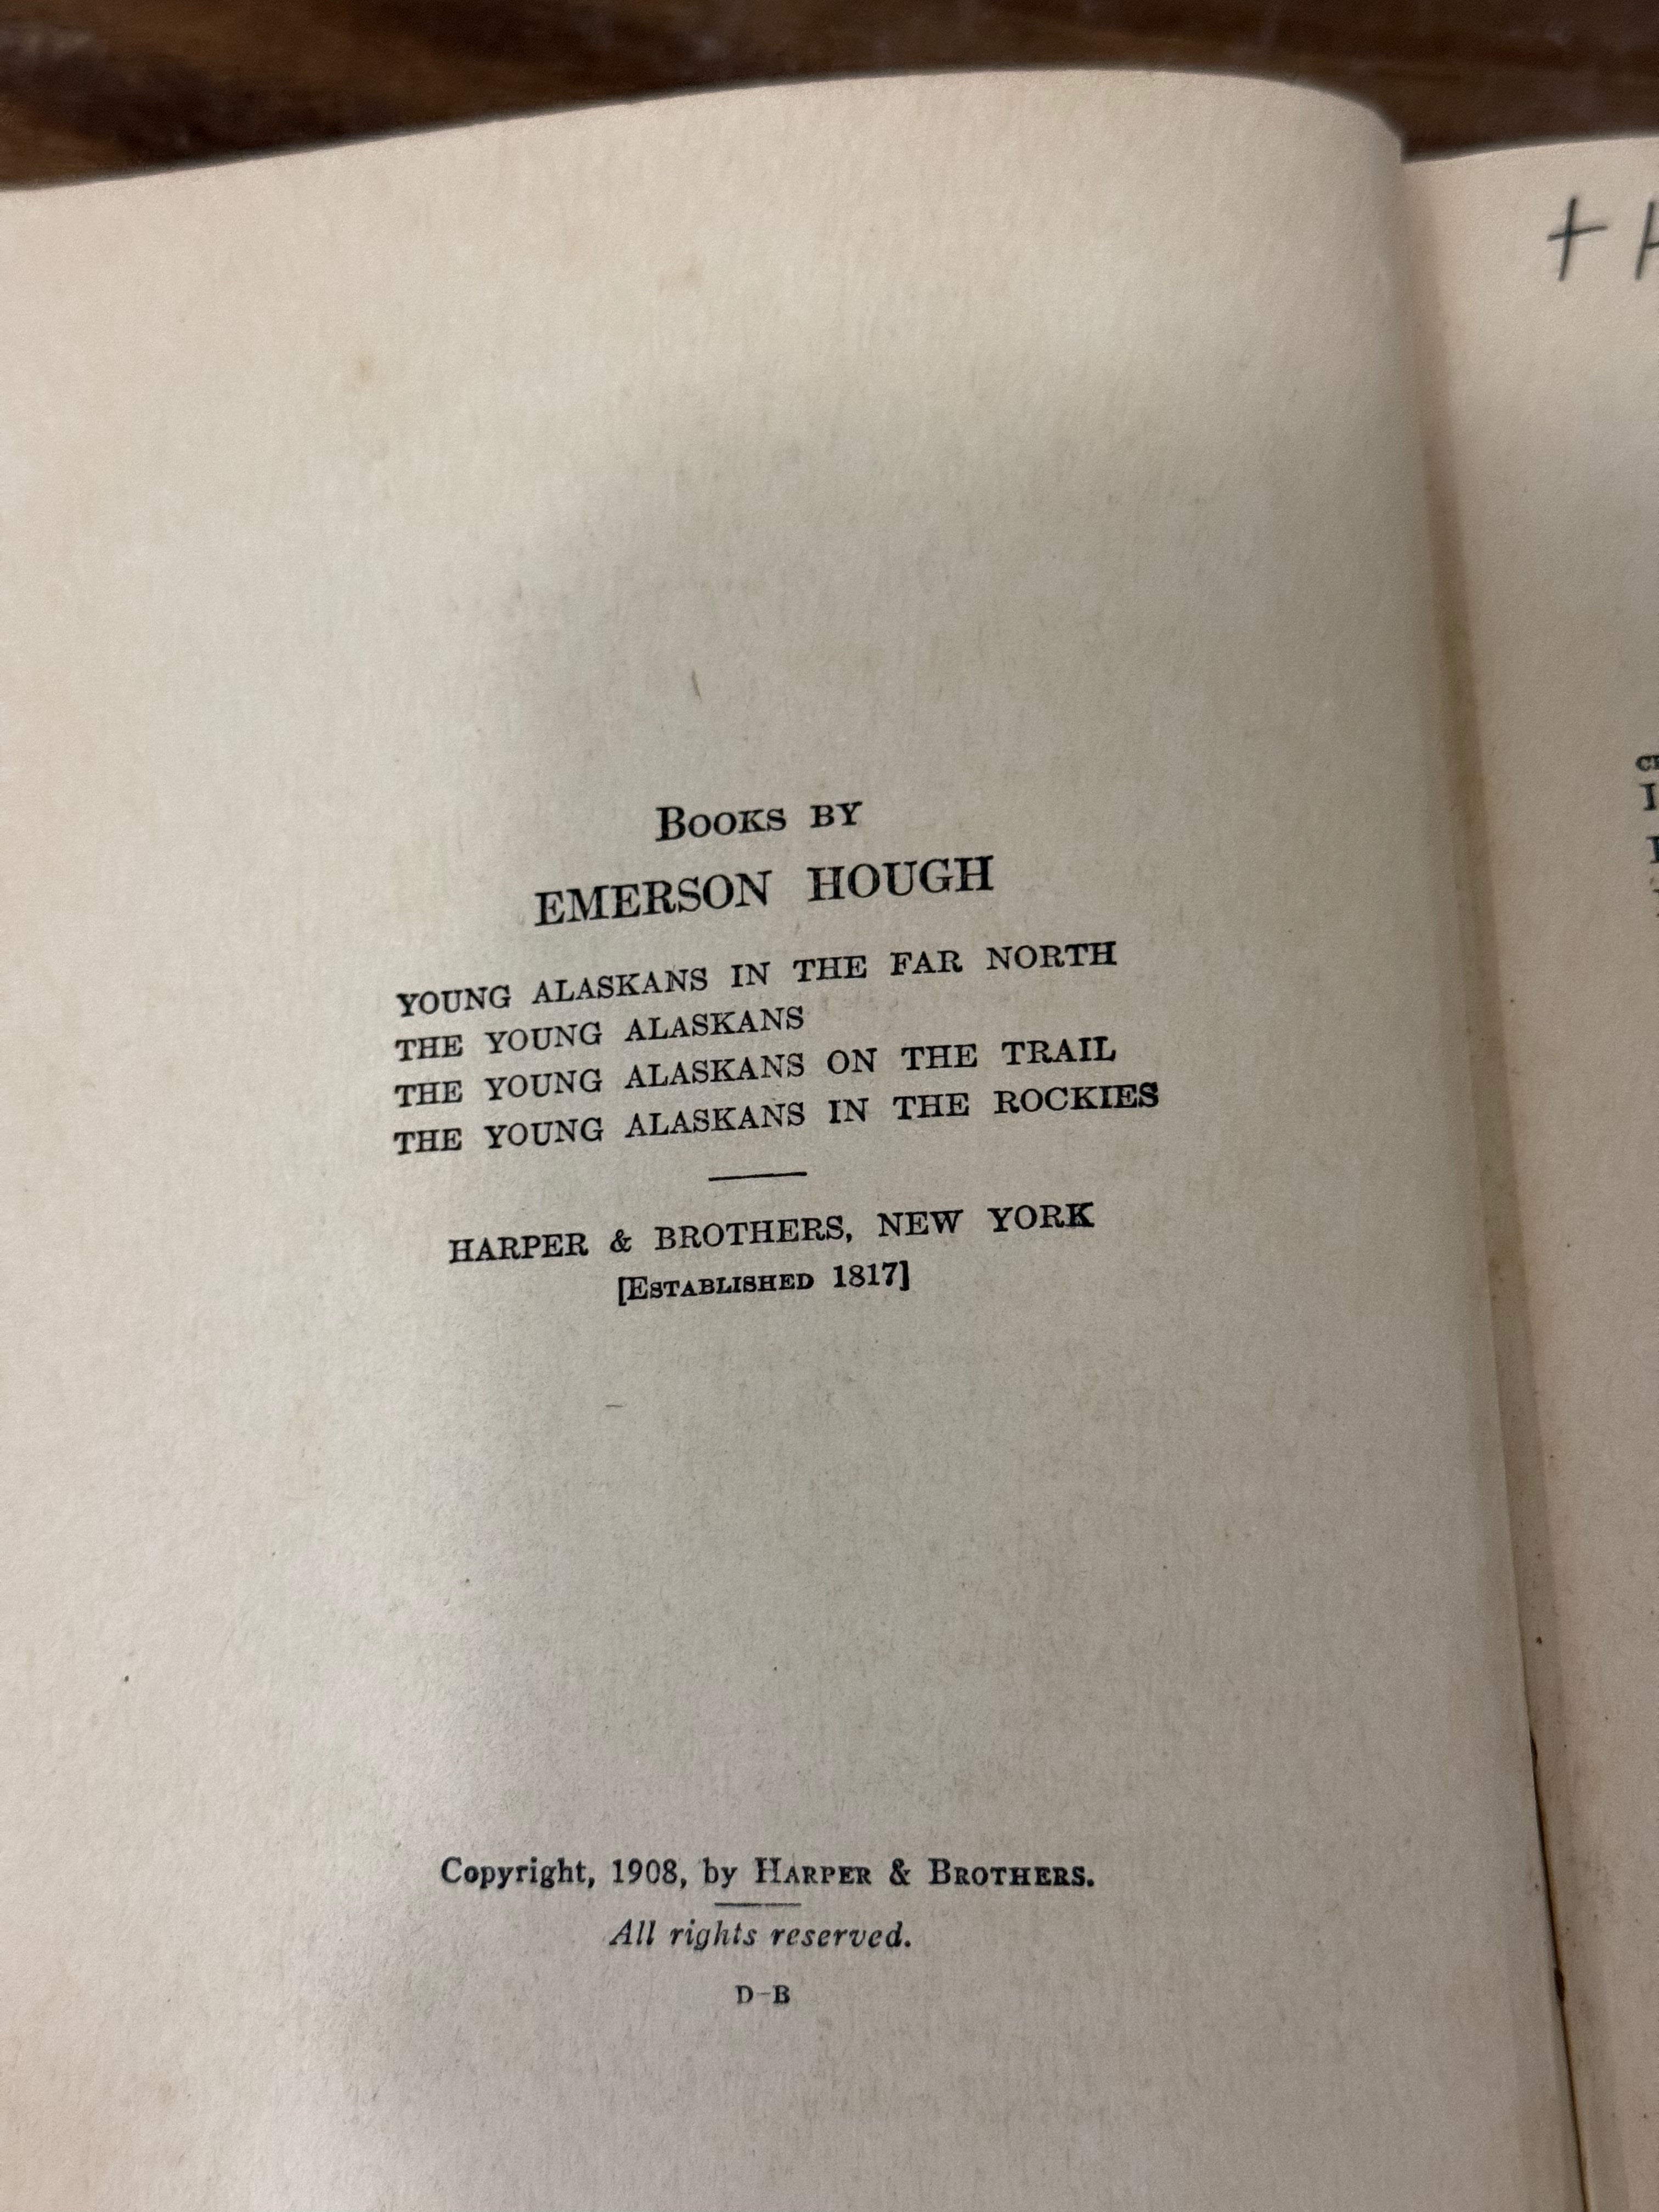 Books by
EMERSON HOUGH
YOUNG ALASKANS IN THE FAR NORTH
THE YOUNG ALASKANS
THE YOUNG ALASKANS ON THE TRAIL
THE YOUNG ALASKANS IN THE ROCKIES
HARPER & BROTHERS, NEW YORK
[Established 1817]
Copyright, 1908, by Harper & Brothers.
All rights reserved.
D-B